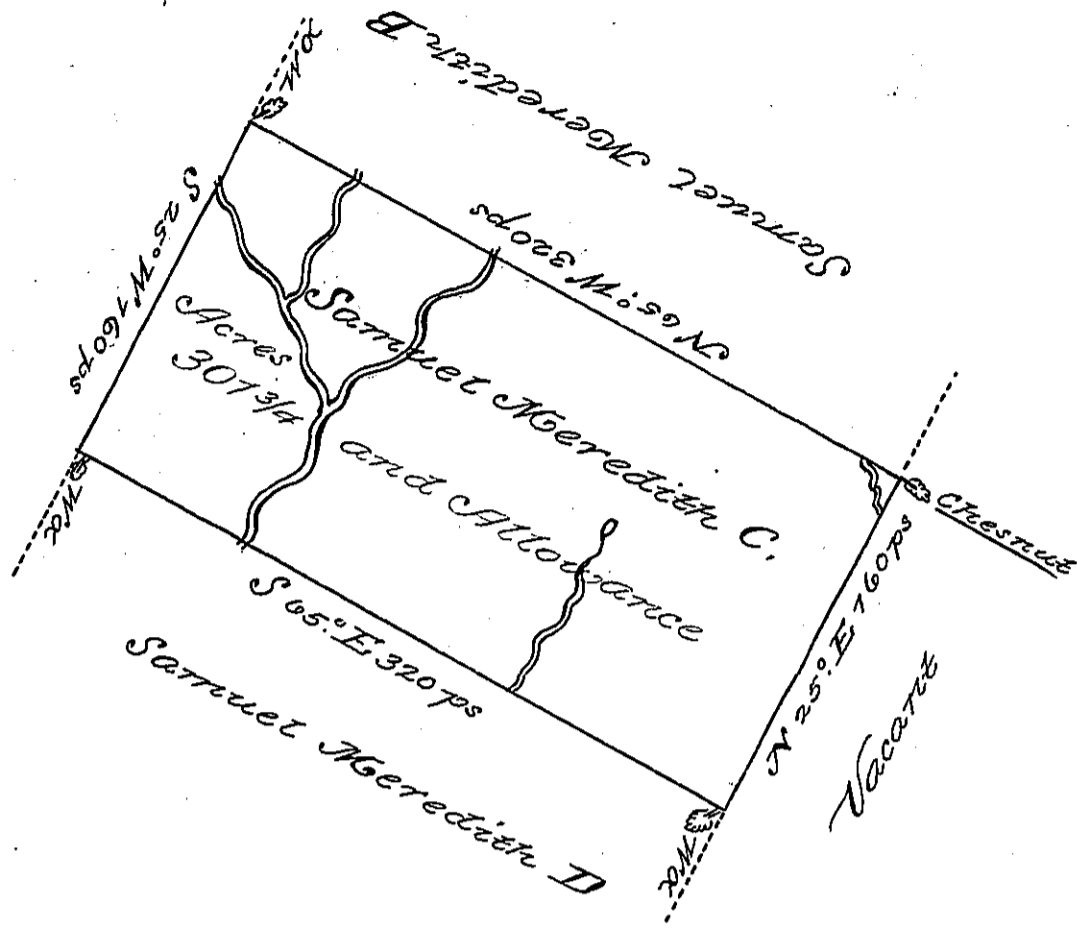 Samuel Meredith B
WO
N 65.° W 320 ps
S 25° W 160 ps
Acres
301 3/4
Samuel Meredith C.
and Allowance
Chesnut
N 25.° E 160 ps
Vacant
WO
S 65.° E 320 ps
Samuel Meredith D
WO